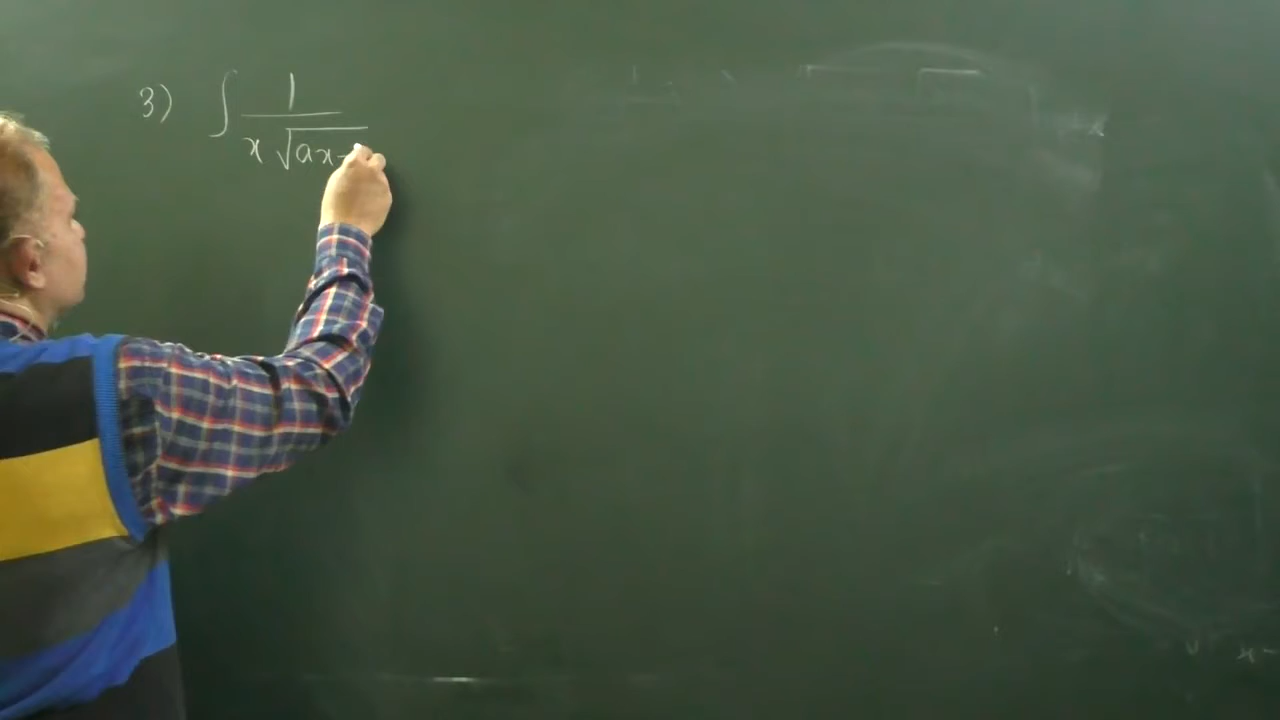 3) ∫ 1 / x √ax -